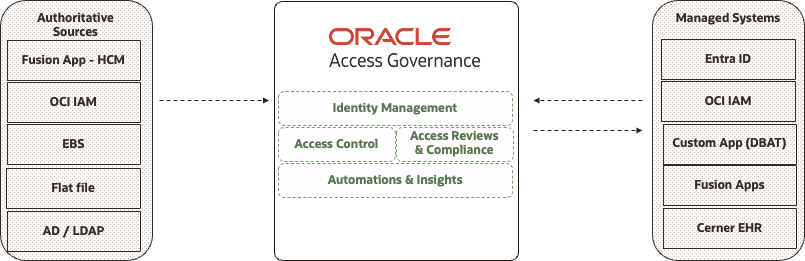 Authoritative
Sources
Fusion App - HCM
OCI IAM
EBS
Flat file
AD / LDAP
ORACLE
Access Governance
Identity Management
Access Control
Access Reviews
& Compliance
Automations & Insights
Managed Systems
Entra ID
OCI IAM
Custom App (DBAT)
Fusion Apps
Cerner EHR